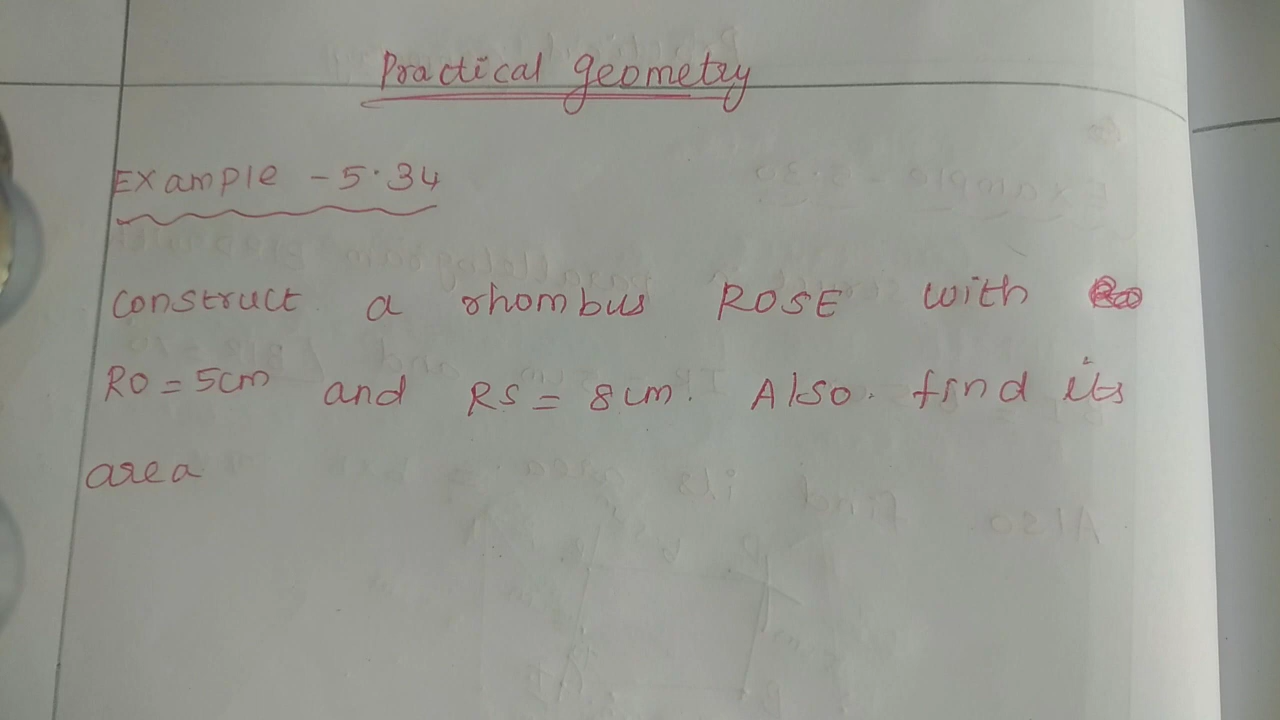 Practical geometry
Example - 5.34
construct a rhombus ROSE with
RO = 5cm and RS = 8cm. Also. find its
area